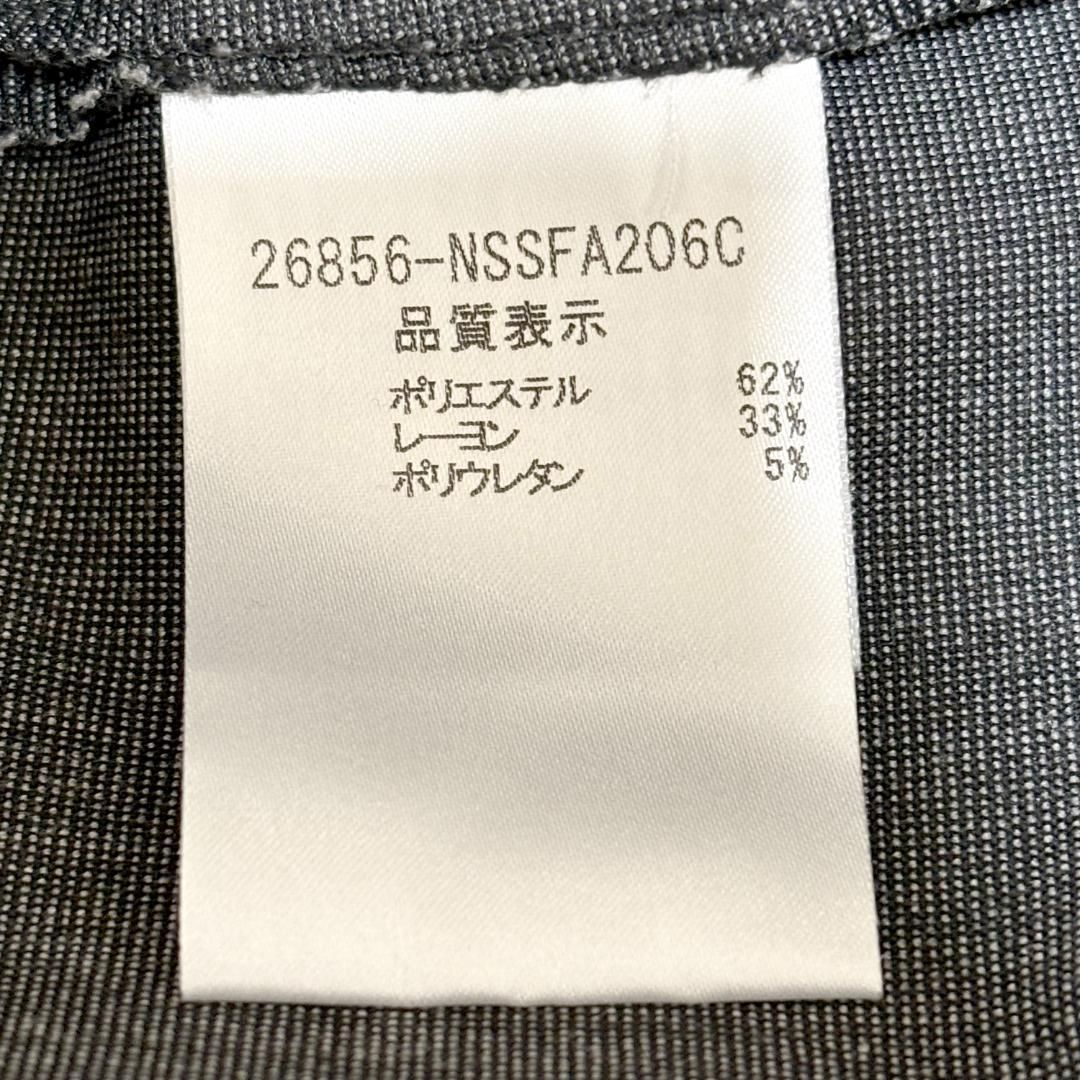 26856-NSSFA206C
品質表示
ポリエステル 62%
レーヨン 33%
ポリウレタン 5%